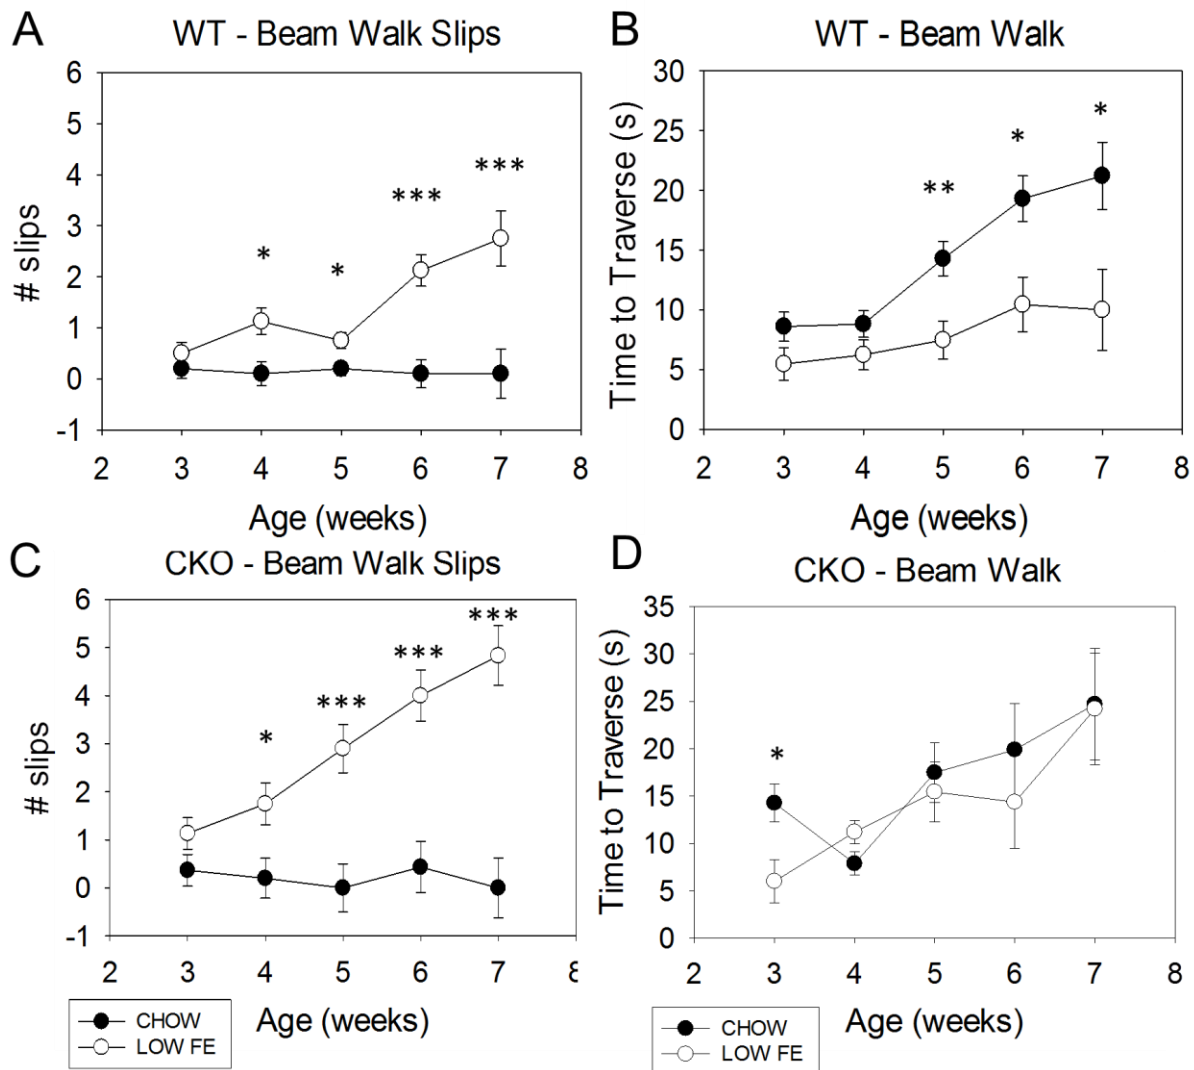 A
WT - Beam Walk Slips
6
5
4
3
2
1
0
-1
# slips
*
*
***
***
2 3 4 5 6 7 8
Age (weeks)
B
WT - Beam Walk
30
25
20
15
10
5
0
Time to Traverse (s)
**
*
*
2 3 4 5 6 7 8
Age (weeks)
C
CKO - Beam Walk Slips
6
5
4
3
2
1
0
-1
# slips
*
***
***
***
2 3 4 5 6 7 8
Age (weeks)
CHOW
LOW FE
D
CKO - Beam Walk
35
30
25
20
15
10
5
0
Time to Traverse (s)
*
2 3 4 5 6 7 8
Age (weeks)
CHOW
LOW FE